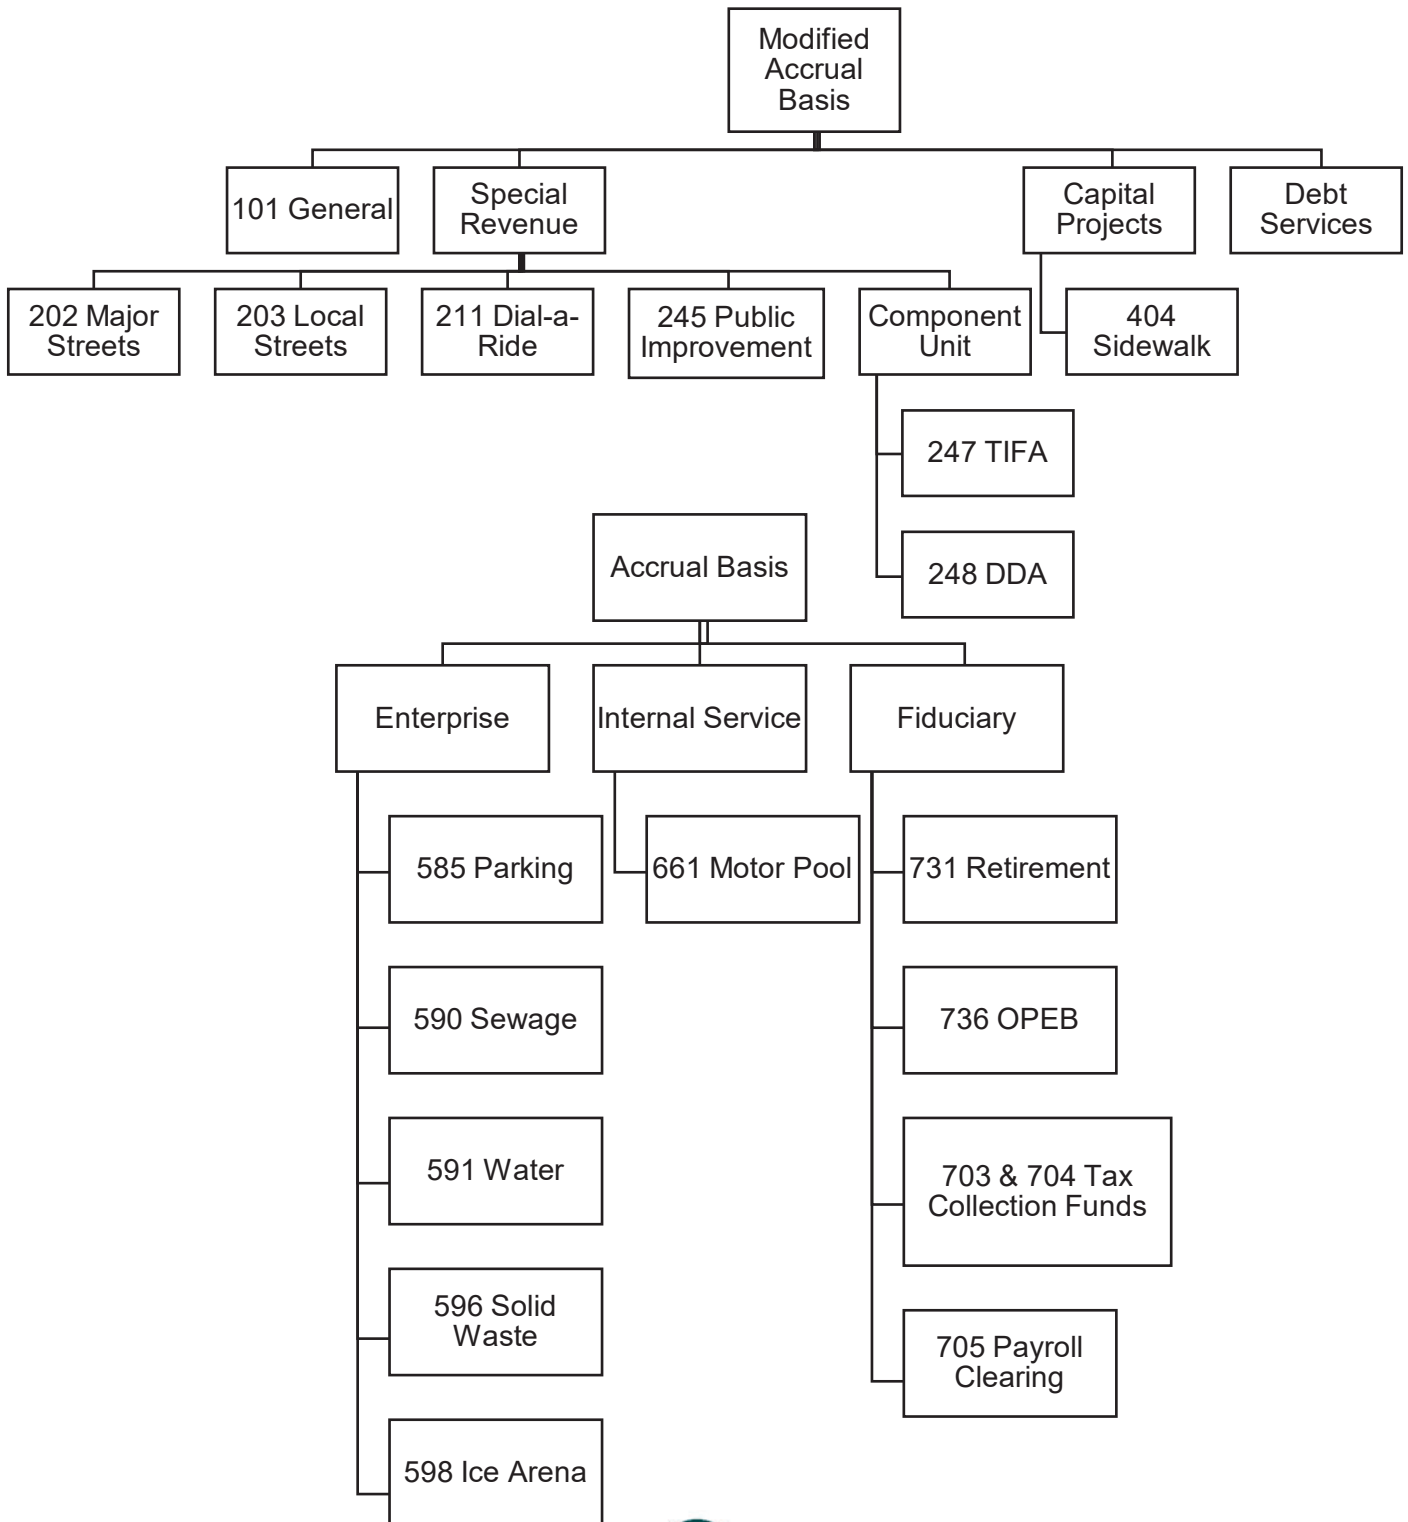 Modified
Accrual
Basis
101 General
Special
Revenue
Capital
Projects
Debt
Services
202 Major
Streets
203 Local
Streets
211 Dial-a-
Ride
245 Public
Improvement
Component
Unit
404
Sidewalk
247 TIFA
248 DDA
Accrual Basis
Enterprise
Internal Service
Fiduciary
585 Parking
661 Motor Pool
731 Retirement
590 Sewage
736 OPEB
591 Water
703 & 704 Tax
Collection Funds
596 Solid
Waste
705 Payroll
Clearing
598 Ice Arena